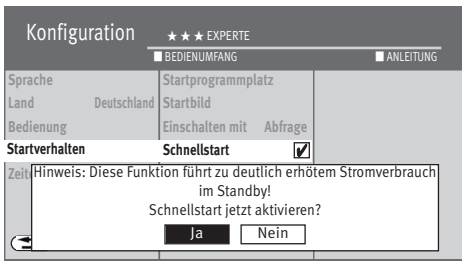 Konfiguration ★★★ EXPERTE
BEDIENUMFANG ANLEITUNG
Sprache Startprogrammplatz
Land Deutschland Startbild
Bedienung Einschalten mit Abfrage
Startverhalten Schnellstart ✔
Hinweis: Diese Funktion führt zu deutlich erhötem Stromverbrauch
im Standby!
Schnellstart jetzt aktivieren?
Ja Nein